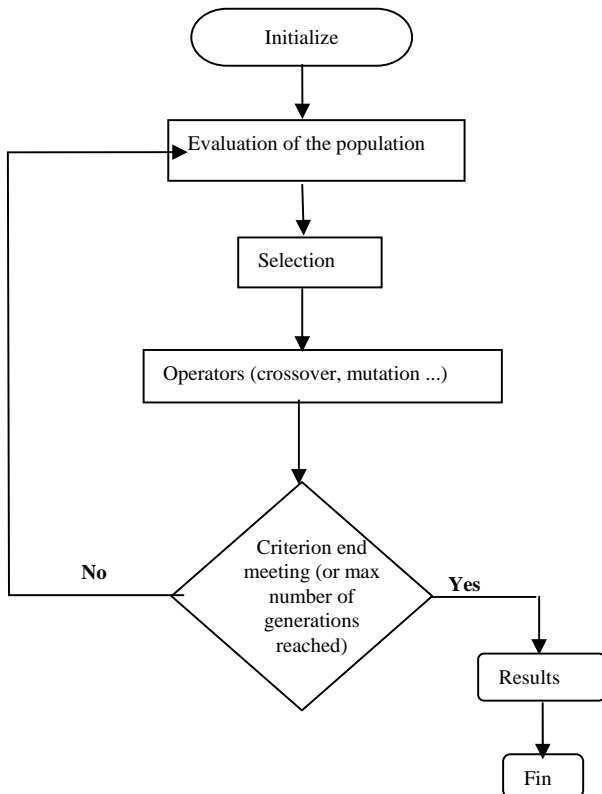 Initialize
Evaluation of the population
Selection
Operators (crossover, mutation ...)
Criterion end
meeting (or max
number of
generations
reached)
No
Yes
Results
Fin